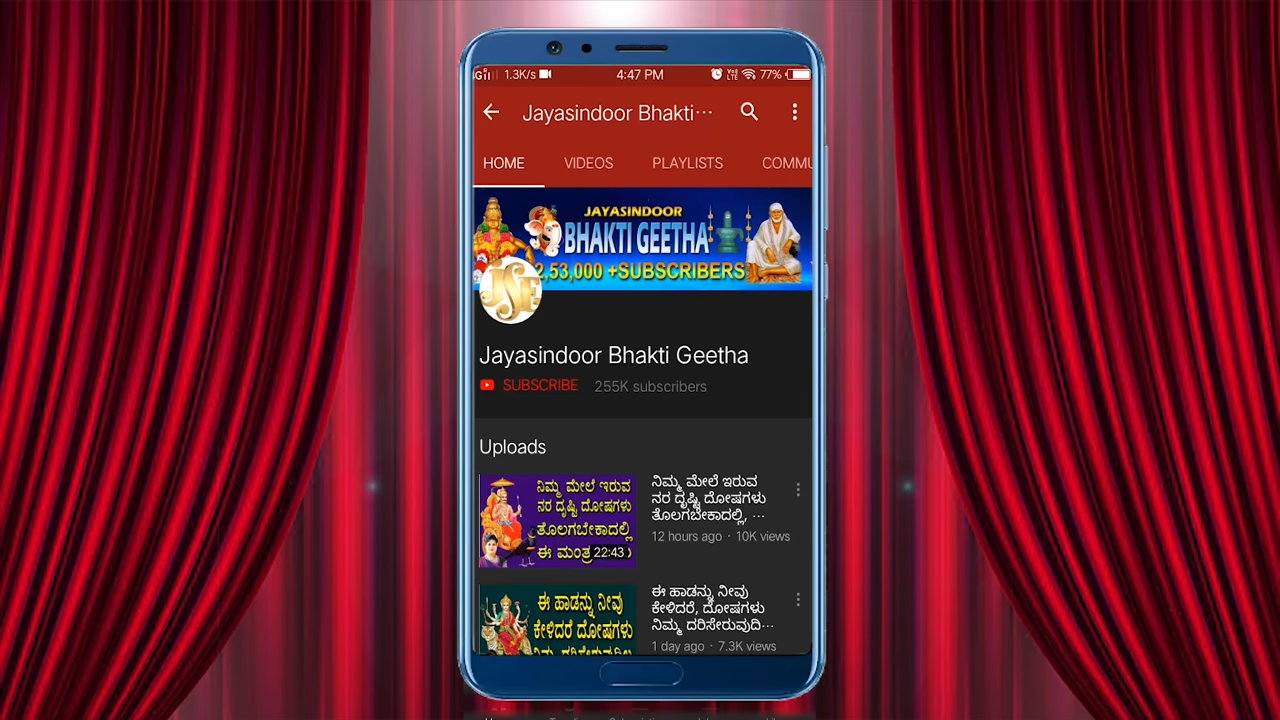 1.3K/s
4:47 PM
77%
Jayasindoor Bhakti···
HOME
VIDEOS
PLAYLISTS
COMMU
JAYASINDOOR
BHAKTI GEETHA
2,53,000 +SUBSCRIBERS
JSE
Jayasindoor Bhakti Geetha
SUBSCRIBE
255K subscribers
Uploads
ನಿಮ್ಮ ಮೇಲೆ ಇರುವ
ನರ ದೃಷ್ಟಿ ದೋಷಗಳು
ತೊಲಗಬೇಕಾದಲ್ಲಿ
ಈ ಮಂತ್ರ
22:43
ನಿಮ್ಮ ಮೇಲೆ ಇರುವ
ನರ ದೃಷ್ಟಿ ದೋಷಗಳು
ತೊಲಗಬೇಕಾದಲ್ಲಿ, ···
12 hours ago · 10K views
ಈ ಹಾಡನ್ನು ನೀವು
ಕೇಳಿದರೆ ದೋಷಗಳು
ಈ ಹಾಡನ್ನು ನೀವು
ಕೇಳಿದರೆ, ದೋಷಗಳು
ನಿಮ್ಮ ದರಿಸೇರುವುದಿ···
1 day ago · 7.3K views